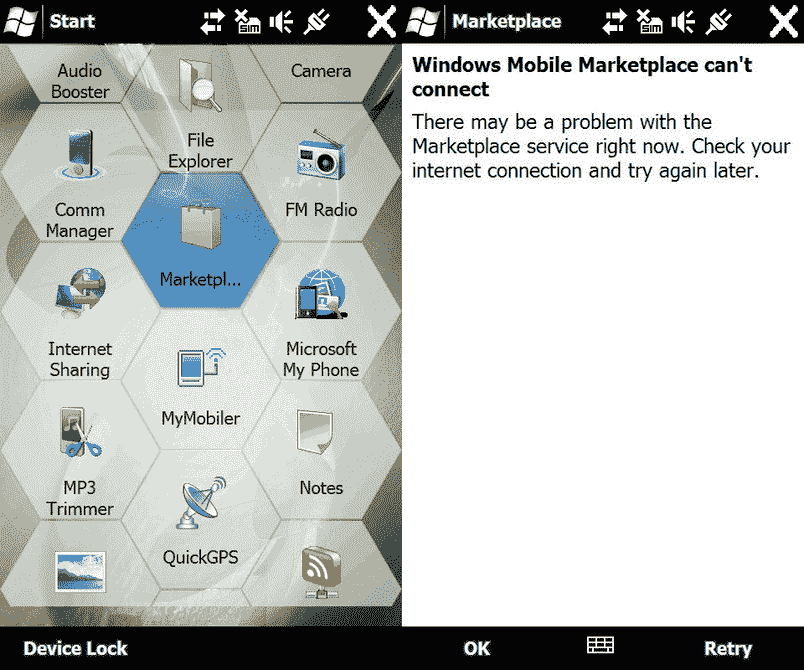 Start
SIM
Audio
Booster
Camera
File
Explorer
Comm
Manager
FM Radio
Marketpl...
Internet
Sharing
Microsoft
My Phone
MyMobiler
MP3
Trimmer
Notes
QuickGPS
Device Lock
Marketplace
SIM
Windows Mobile Marketplace can't
connect
There may be a problem with the
Marketplace service right now. Check your
internet connection and try again later.
OK
Retry